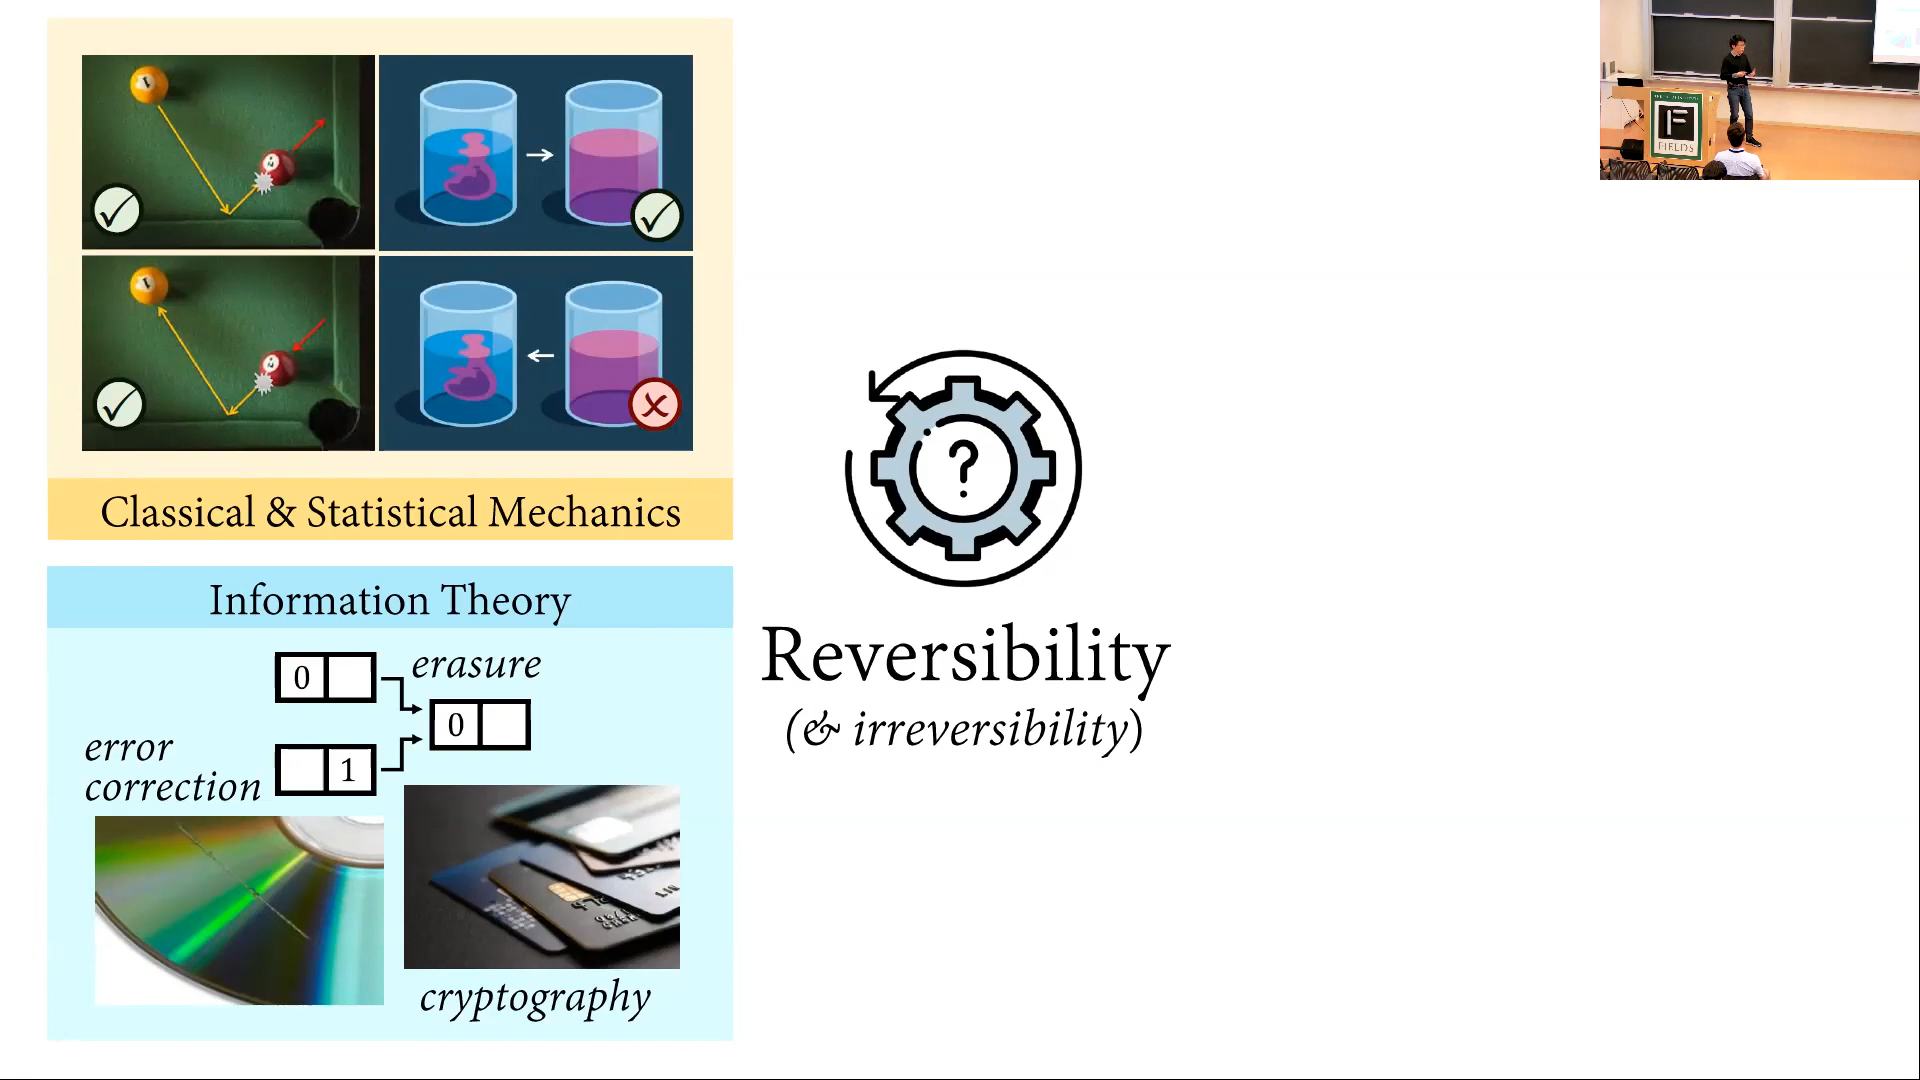 Classical & Statistical Mechanics
Information Theory
0
erasure
0
error
correction
1
cryptography
?
Reversibility
(& irreversibility)
F
FIELDS